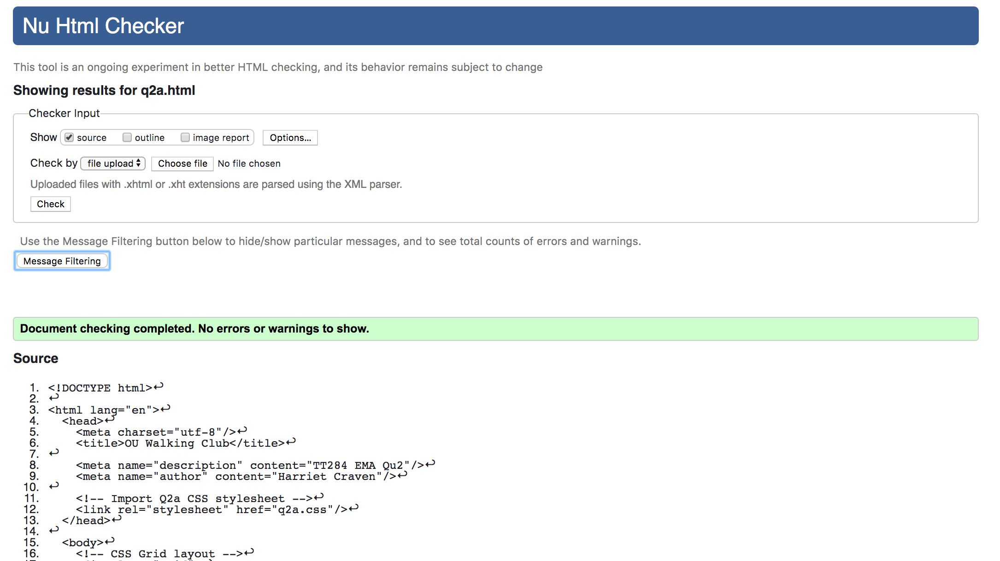 Nu Html Checker
This tool is an ongoing experiment in better HTML checking, and its behavior remains subject to change
Showing results for q2a.html
Checker Input
Show source outline image report Options...
Check by file upload Choose file No file chosen
Uploaded files with .xhtml or .xht extensions are parsed using the XML parser.
Check
Use the Message Filtering button below to hide/show particular messages, and to see total counts of errors and warnings.
Message Filtering
Document checking completed. No errors or warnings to show.
Source
1. <!DOCTYPE html>↩
2. ↩
3. <html lang="en">↩
4.   <head>↩
5.     <meta charset="utf-8"/>↩
6.     <title>OU Walking Club</title>↩
7. ↩
8.     <meta name="description" content="TT284 EMA Qu2"/>↩
9.     <meta name="author" content="Harriet Craven"/>↩
10. ↩
11.     <!-- Import Q2a CSS stylesheet -->↩
12.     <link rel="stylesheet" href="q2a.css"/>↩
13.   </head>↩
14. ↩
15.   <body>↩
16.     <!-- CSS Grid layout -->↩